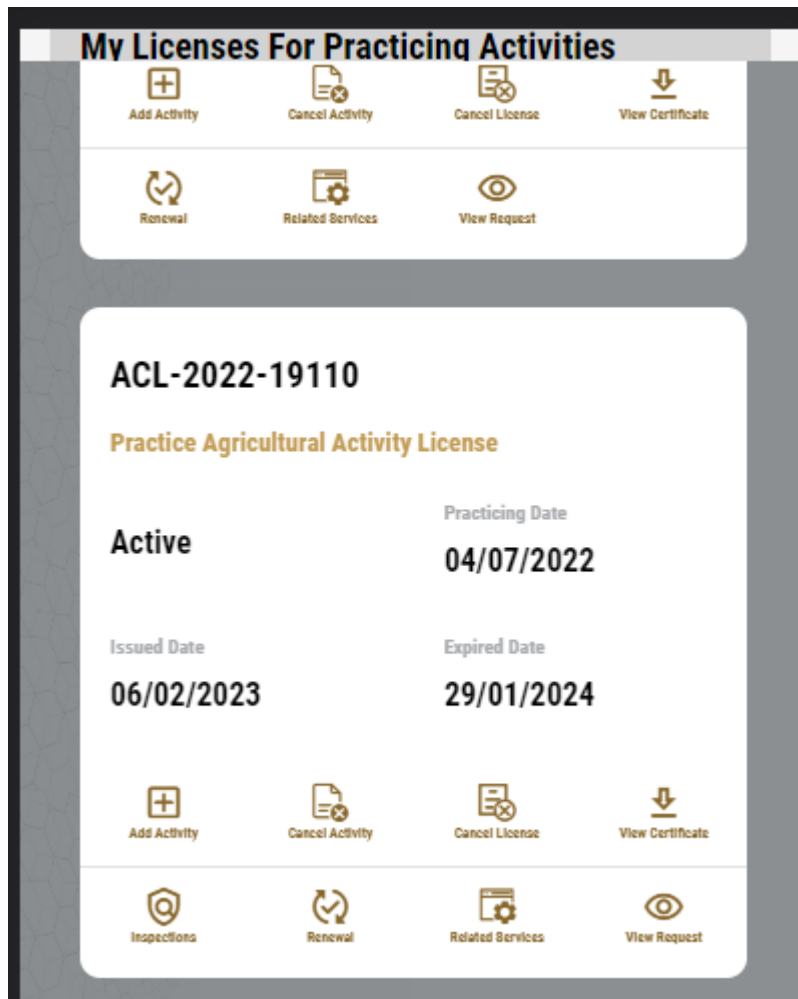 My Licenses For Practicing Activities
Add Activity Cancel Activity Cancel License View Certificate
Renewal Related Services View Request
ACL-2022-19110
Practice Agricultural Activity License
Practicing Date
Active
04/07/2022
Issued Date Expired Date
06/02/2023 29/01/2024
Add Activity Cancel Activity Cancel License View Certificate
Inspections Renewal Related Services View Request